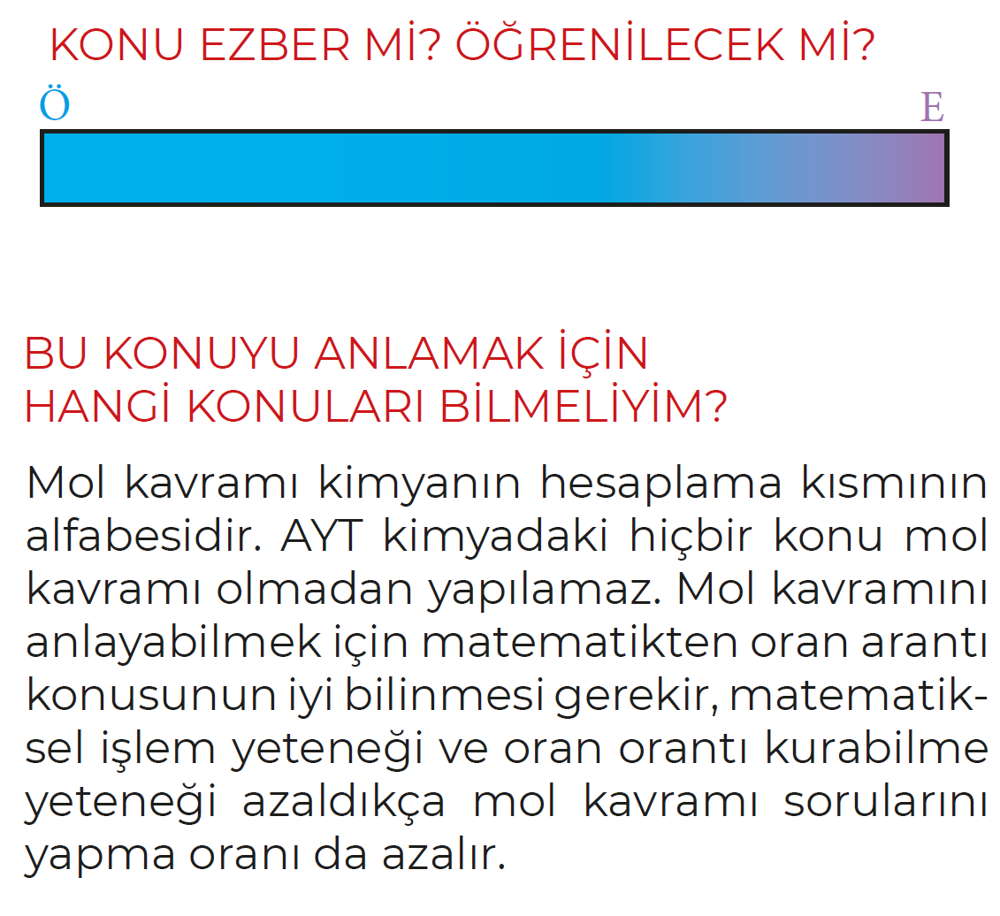 KONU EZBER Mİ? ÖĞRENİLECEK Mİ?
Ö
E
BU KONUYU ANLAMAK İÇİN
HANGİ KONULARI BİLMELİYİM?
Mol kavramı kimyanın hesaplama kısmının
alfabesidir. AYT kimyadaki hiçbir konu mol
kavramı olmadan yapılamaz. Mol kavramını
anlayabilmek için matematikten oran arantı
konusunun iyi bilinmesi gerekir, matematik-
sel işlem yeteneği ve oran orantı kurabilme
yeteneği azaldıkça mol kavramı sorularını
yapma oranı da azalır.